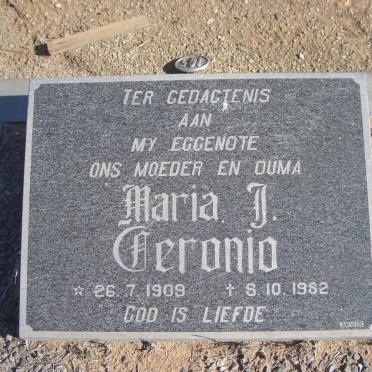 TER GEDAGTENIS
AAN
MY EGGENOTE
ONS MOEDER EN OUMA
Maria J.
Geronio
☆ 26.7.1909 † 8.10.1982
GOD IS LIEFDE